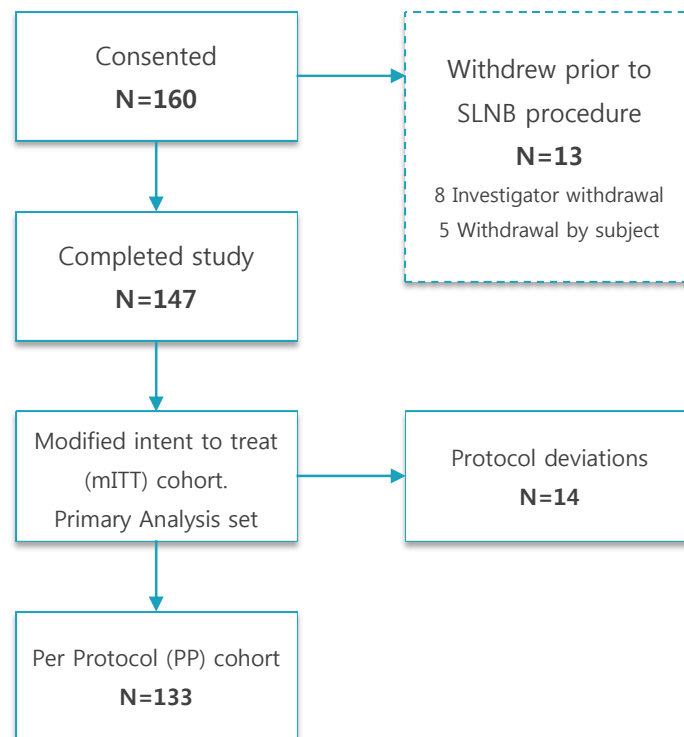 Consented
N=160
Withdrew prior to
SLNB procedure
N=13
8 Investigator withdrawal
5 Withdrawal by subject
Completed study
N=147
Modified intent to treat
(mITT) cohort.
Primary Analysis set
Protocol deviations
N=14
Per Protocol (PP) cohort
N=133